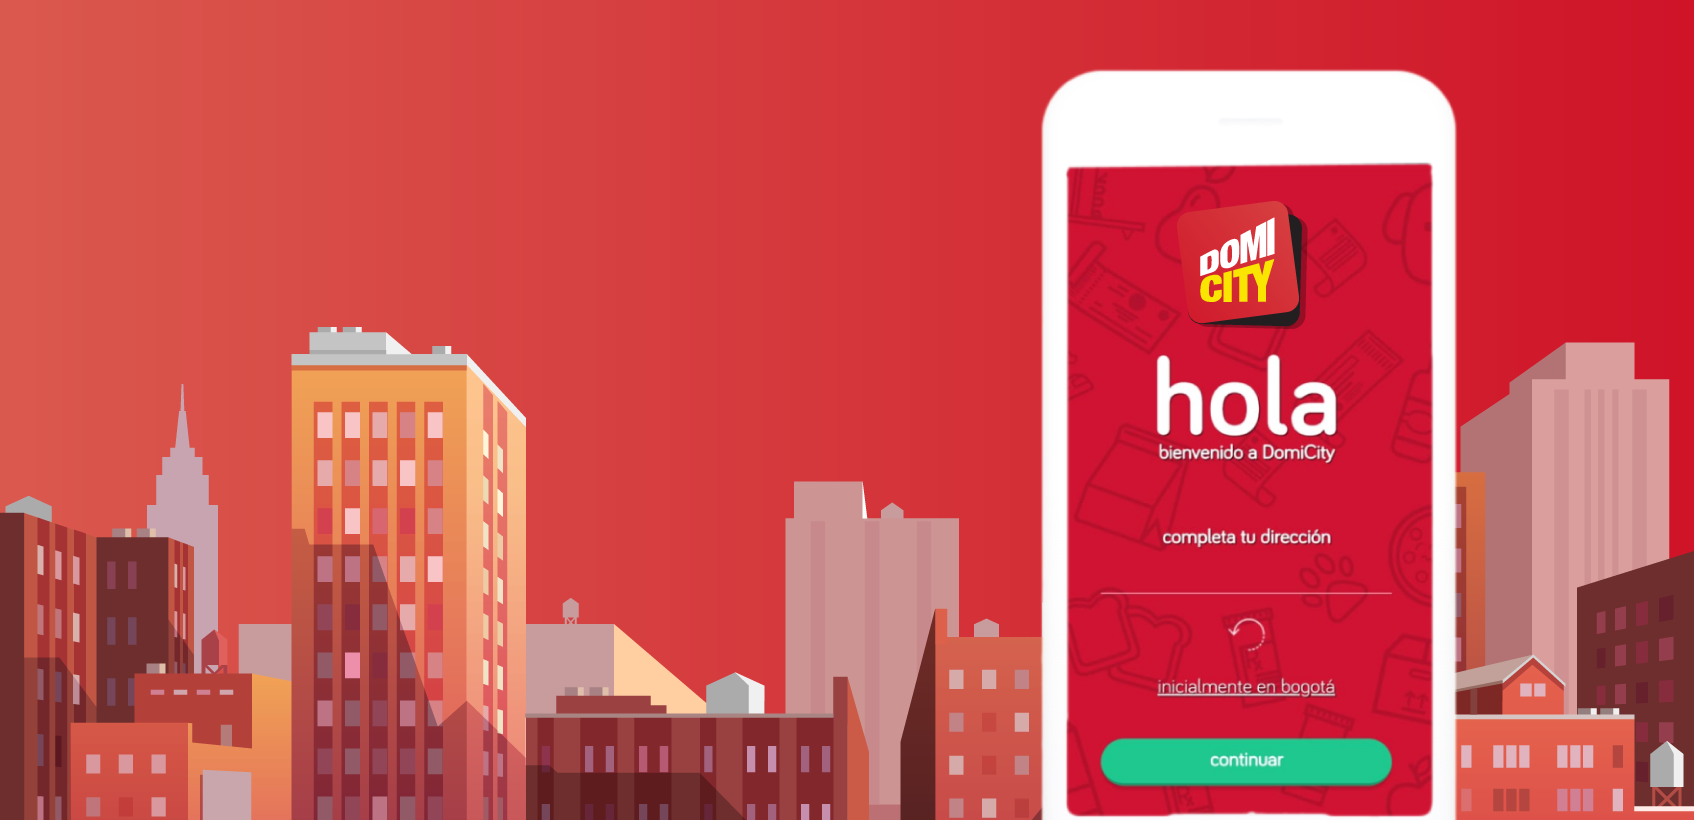 DOMI
CITY
hola
bienvenido a DomiCity
completa tu dirección
inicialmente en bogotá
continuar